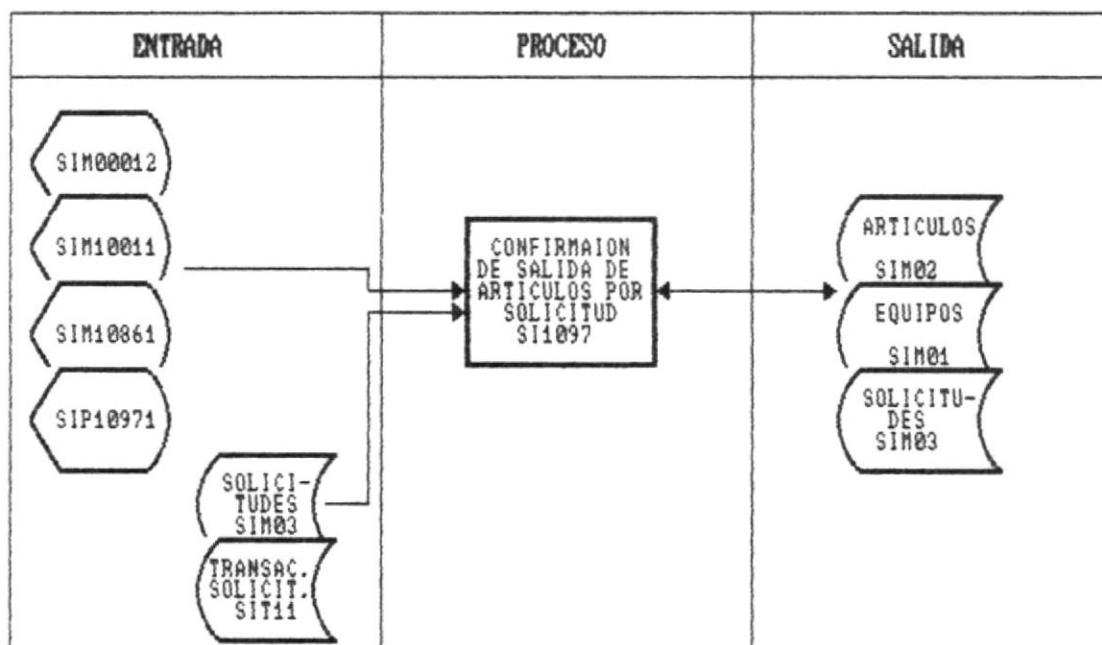 ENTRADA
PROCESO
SALIDA
SIM00012
SIM10011
SIM10861
SIP10971
SOLICI-
TUDES
SIM03
TRANSAC.
SOLICIT.
SIT11
CONFIRMAION
DE SALIDA DE
ARTICULOS POR
SOLICITUD
SI1097
ARTICULOS
SIM02
EQUIPOS
SIM01
SOLICITU-
DES
SIM03